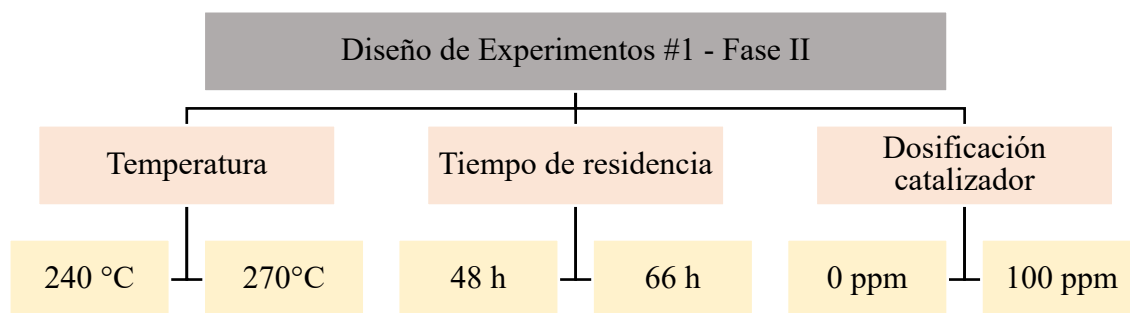 Diseño de Experimentos #1 - Fase II
Temperatura
Tiempo de residencia
Dosificación
catalizador
240 °C
270°C
48 h
66 h
0 ppm
100 ppm